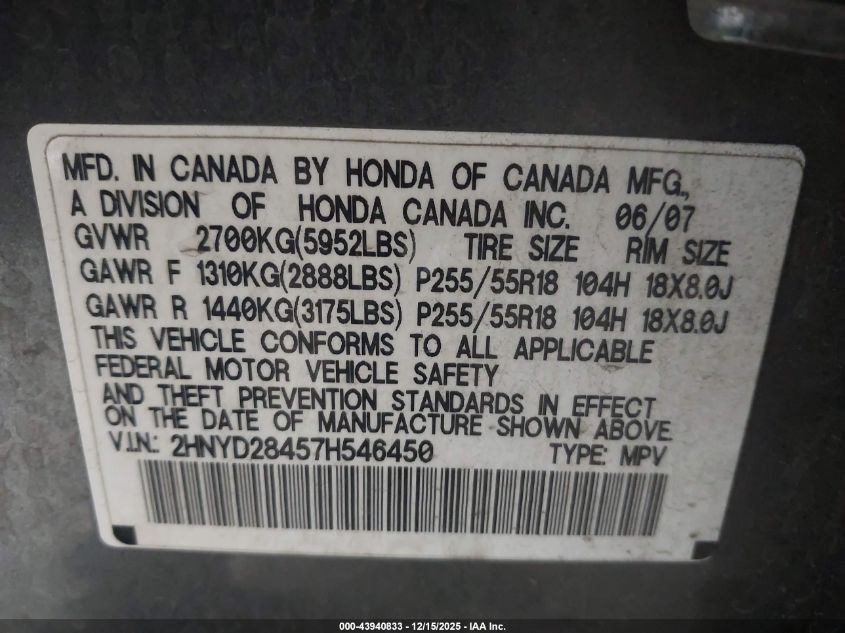 MFD. IN CANADA BY HONDA OF CANADA MFG.,
A DIVISION OF HONDA CANADA INC. 06/07
GVWR 2700KG(5952LBS) TIRE SIZE RIM SIZE
GAWR F 1310KG(2888LBS) P255/55R18 104H 18X8.0J
GAWR R 1440KG(3175LBS) P255/55R18 104H 18X8.0J
THIS VEHICLE CONFORMS TO ALL APPLICABLE
FEDERAL MOTOR VEHICLE SAFETY
AND THEFT PREVENTION STANDARDS IN EFFECT
ON THE DATE OF MANUFACTURE SHOWN ABOVE.
V.I.N.: 2HNYD28457H546450 TYPE: MPV
000-43940833 - 12/15/2025 - IAA Inc.